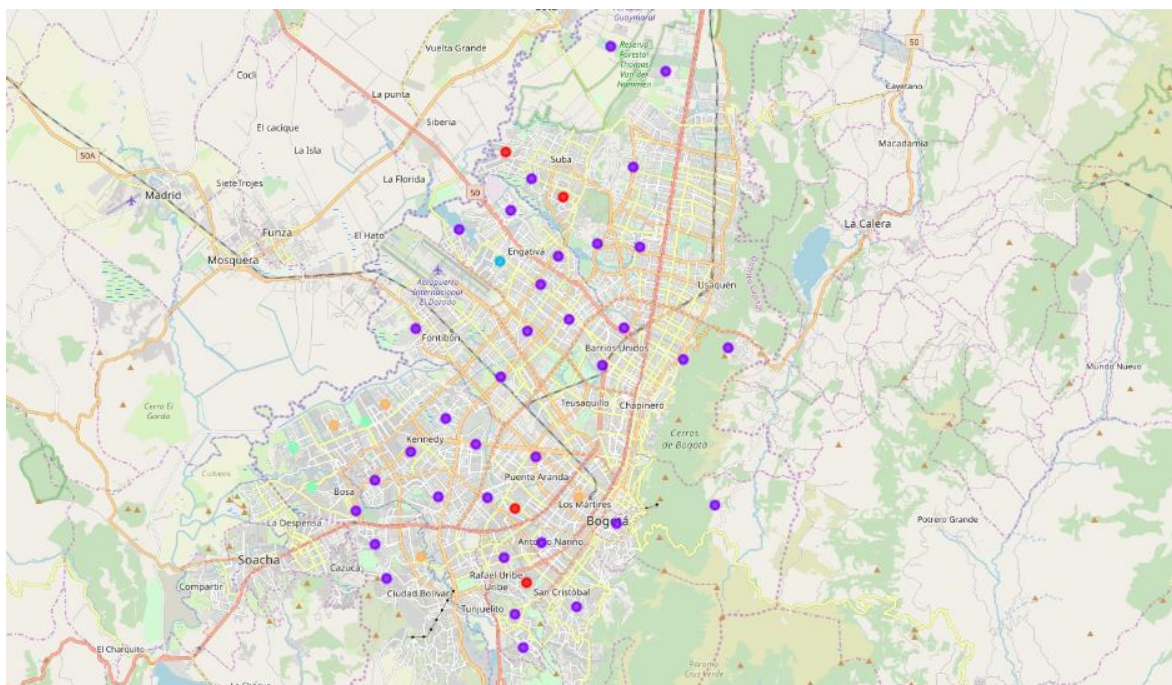 Guaymaral
Vuelta Grande
Reserva
Forestal
Thomas
Van der
Hammen
50
Codi
La punta
Cayetano
Siberia
El cacique
La Isla
Suba
Macadamia
50A
La Florida
SieteTrojes
50
Madrid
La Calera
Funza
El Hato
Engativá
Mosquera
Aeropuerto
Internacional
El Dorado
Usaquén
Fontibón
Barrios Unidos
Mundo Nuevo
Cerro El
Gordo
Teusaquillo
Chapinero
Kennedy
Cerros
de Bogotá
Puente Aranda
Bosa
Los Mártires
La Despensa
Bogotá
Potrero Grande
Antonio Nariño
Soacha
Cazucá
Rafael Uribe
Uribe
Compartir
Ciudad Bolívar
San Cristóbal
Tunjuelito
El Charquito
Páramo
Cruz Verde